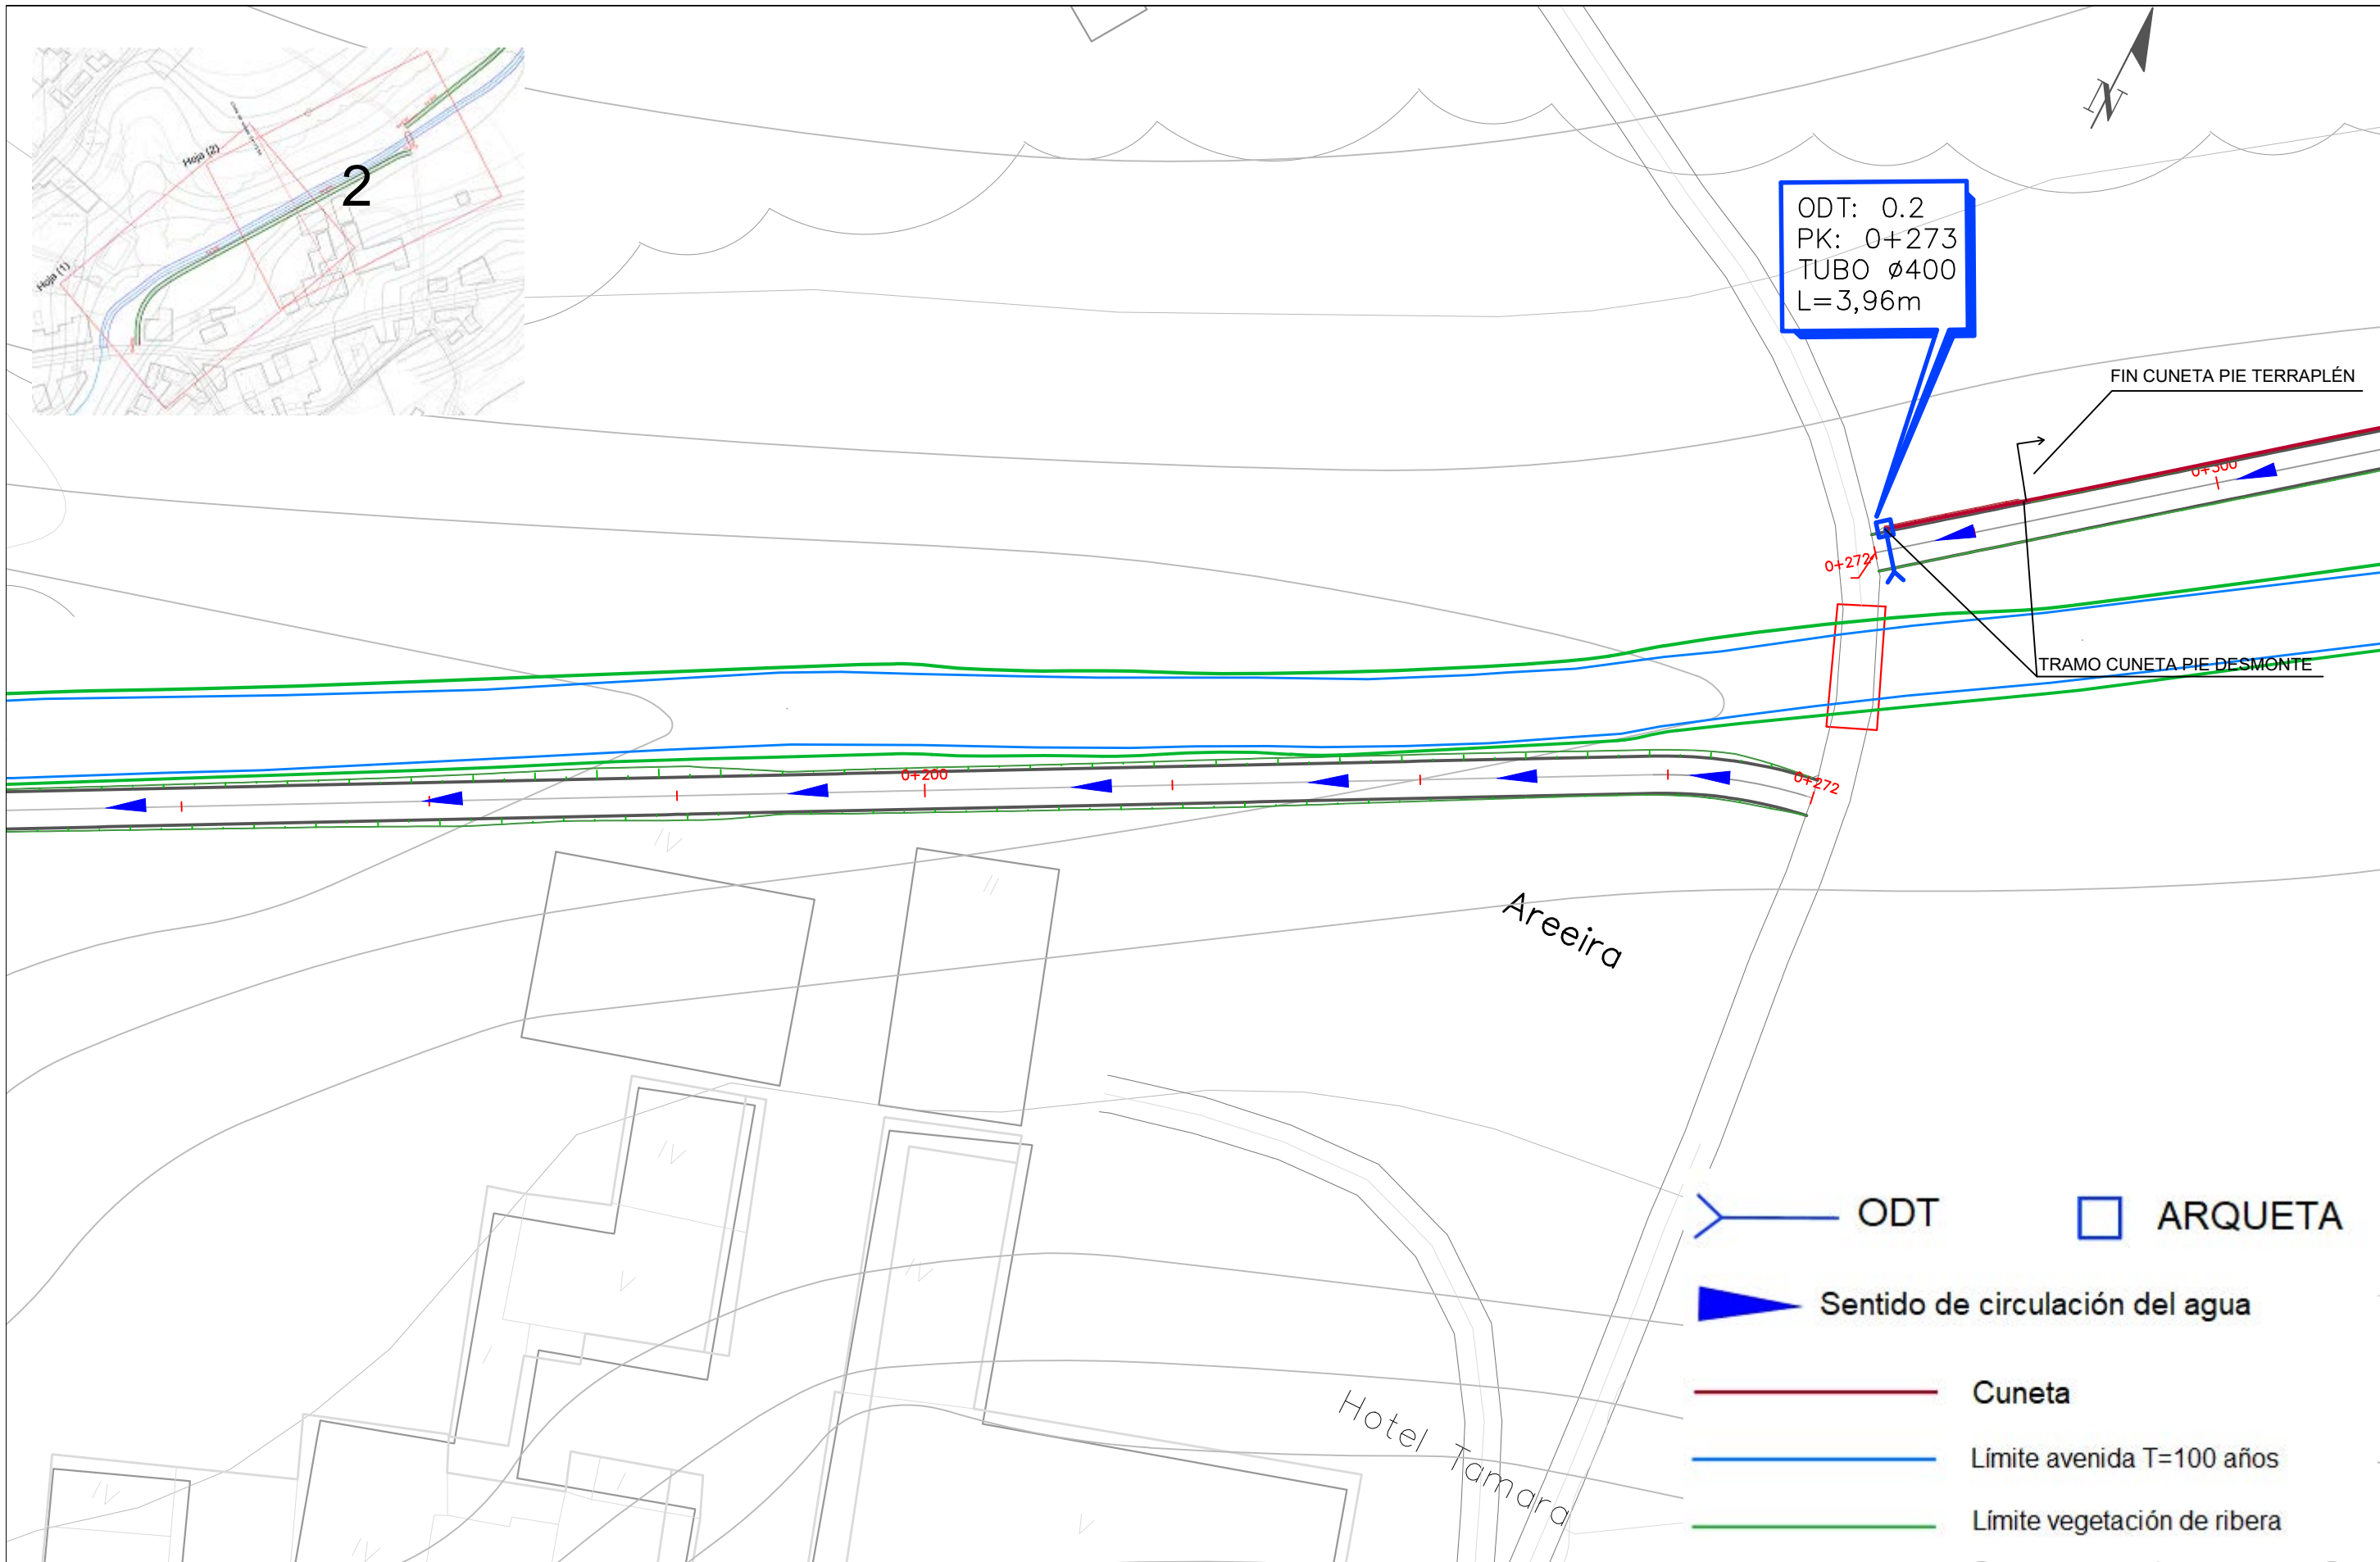 Hoja (2)
2
Hoja (1)
N
ODT: 0.2
PK: 0+273
TUBO ø400
L=3,96m
FIN CUNETA PIE TERRAPLÉN
0+300
0+272
TRAMO CUNETA PIE DESMONTE
0+200
0+272
Areeira
Hotel Tamara
ODT
ARQUETA
Sentido de circulación del agua
Cuneta
Límite avenida T=100 años
Límite vegetación de ribera